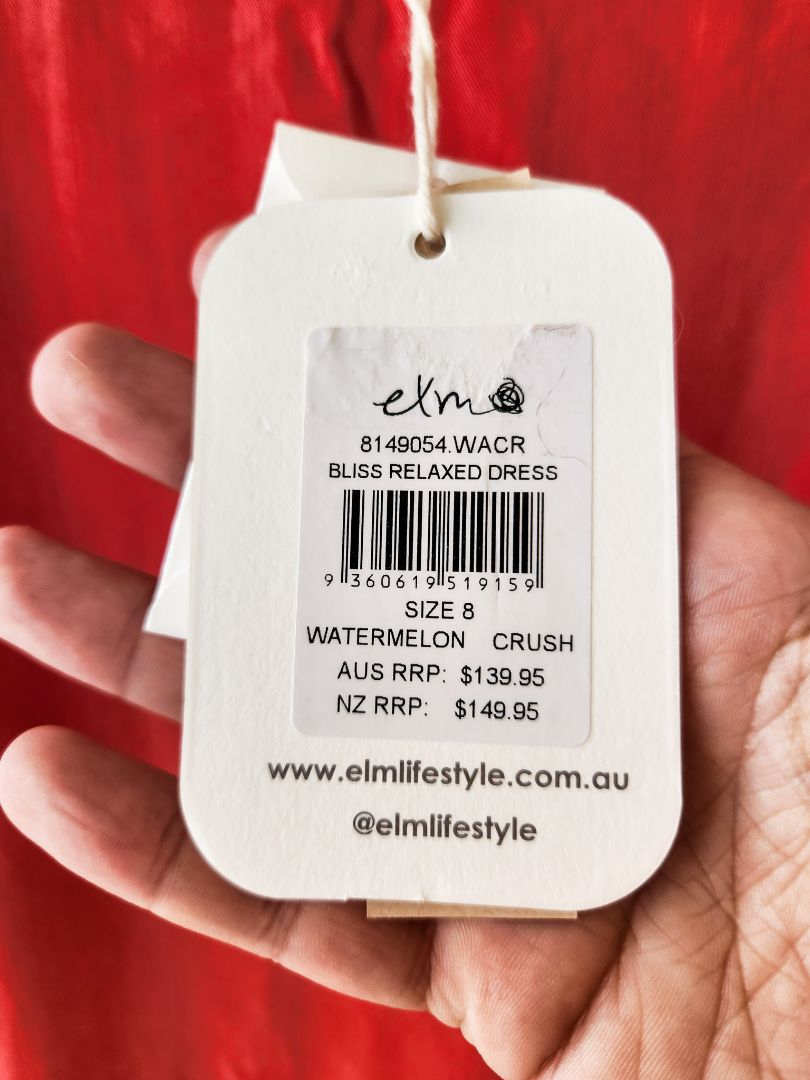 elm
8149054.WACR
BLISS RELAXED DRESS
9 360619 519159
SIZE 8
WATERMELON CRUSH
AUS RRP: $139.95
NZ RRP: $149.95
www.elmlifestyle.com.au
@elmlifestyle